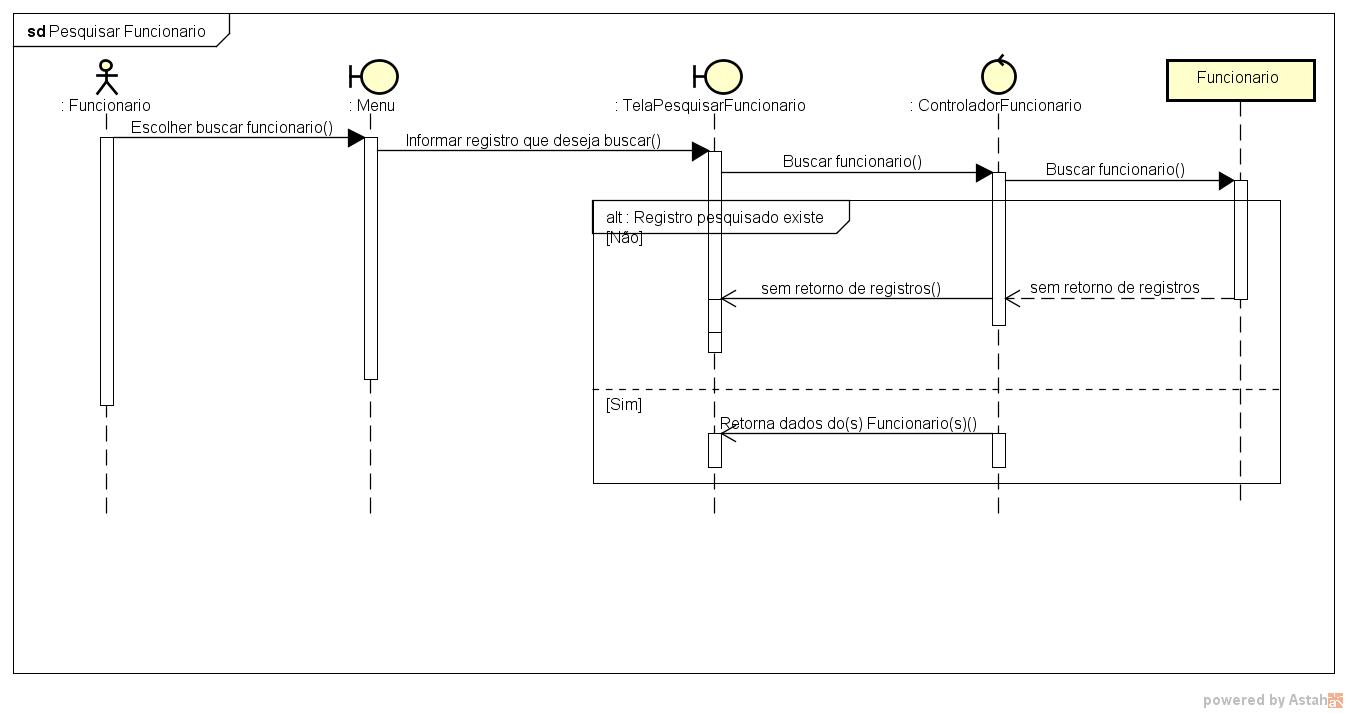 sd Pesquisar Funcionario
: Funcionario
: Menu
: TelaPesquisarFuncionario
: ControladorFuncionario
Funcionario
Escolher buscar funcionario()
Informar registro que deseja buscar()
Buscar funcionario()
Buscar funcionario()
alt : Registro pesquisado existe
[Não]
sem retorno de registros()
sem retorno de registros
[Sim]
Retorna dados do(s) Funcionario(s)()
powered by Astah